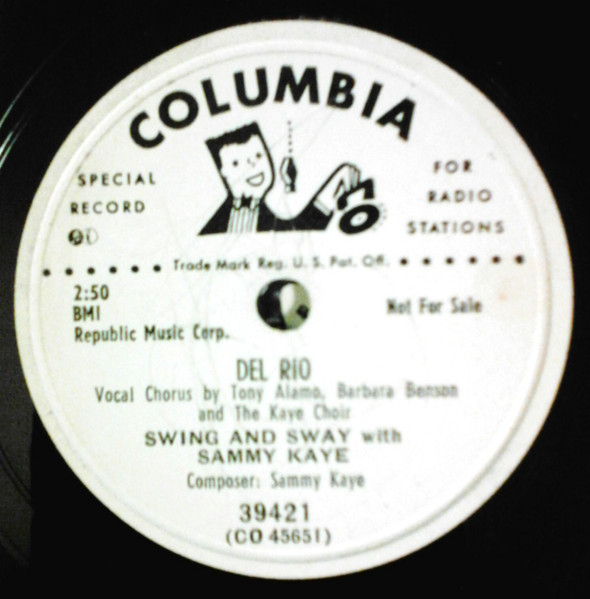 COLUMBIA
SPECIAL
RECORD
FOR
RADIO
STATIONS
Trade Mark Reg. U. S. Pat. Off.
2:50
BMI
Republic Music Corp.
Not For Sale
DEL RIO
Vocal Chorus by Tony Alamo, Barbara Benson
and The Kaye Choir
SWING AND SWAY with
SAMMY KAYE
Composer: Sammy Kaye
39421
(CO 45651)